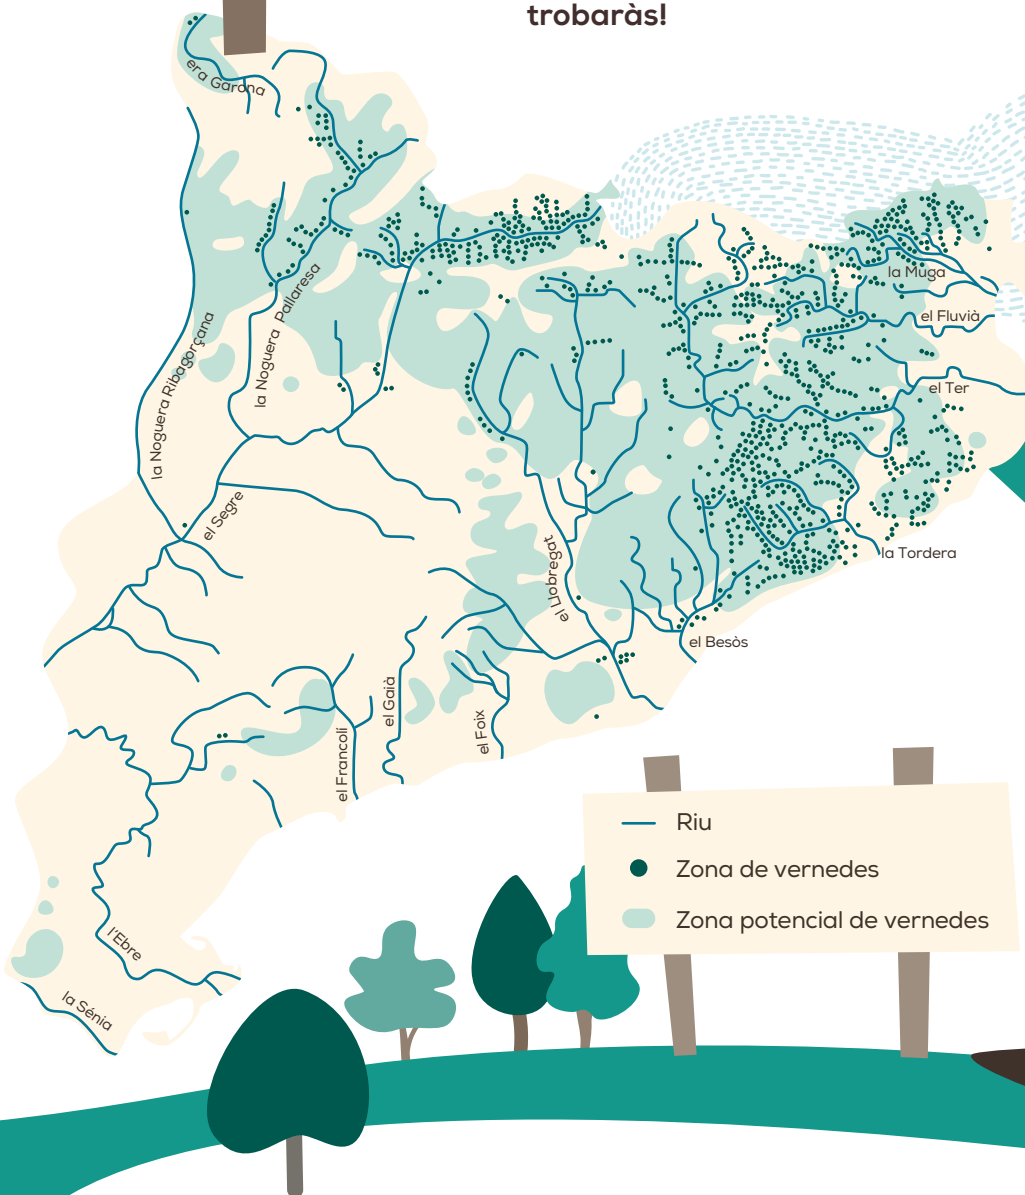 trobaràs!
era Garona
la Noguera Ribagorçana
la Noguera Pallaresa
la Muga
el Fluvià
el Ter
el Segre
el Llobregat
la Tordera
el Besòs
el Gaià
el Foix
el Francolí
l'Ebre
la Sénia
Riu
Zona de vernedes
Zona potencial de vernedes